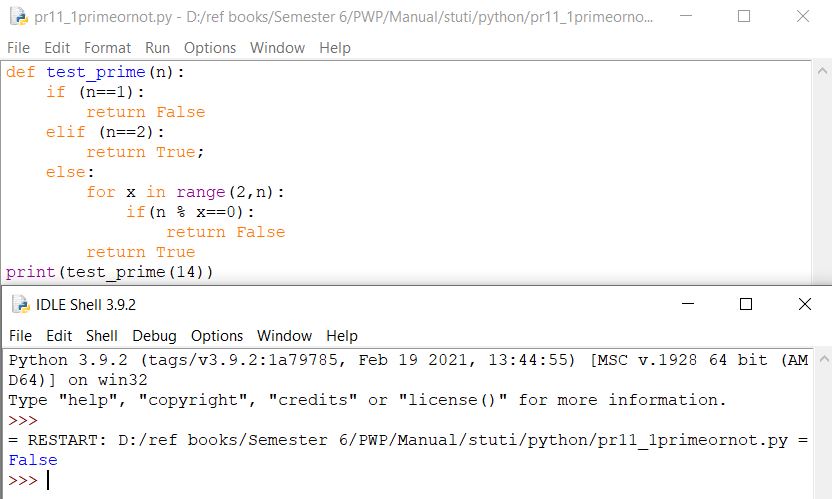 pr11_1primeornot.py - D:/ref books/Semester 6/PWP/Manual/stuti/python/pr11_1primeorno...
File Edit Format Run Options Window Help
def test_prime(n):
    if (n==1):
        return False
    elif (n==2):
        return True;
    else:
        for x in range(2,n):
            if(n % x==0):
                return False
        return True
print(test_prime(14))
IDLE Shell 3.9.2
File Edit Shell Debug Options Window Help
Python 3.9.2 (tags/v3.9.2:1a79785, Feb 19 2021, 13:44:55) [MSC v.1928 64 bit (AM
D64)] on win32
Type "help", "copyright", "credits" or "license()" for more information.
>>>
= RESTART: D:/ref books/Semester 6/PWP/Manual/stuti/python/pr11_1primeornot.py =
False
>>>